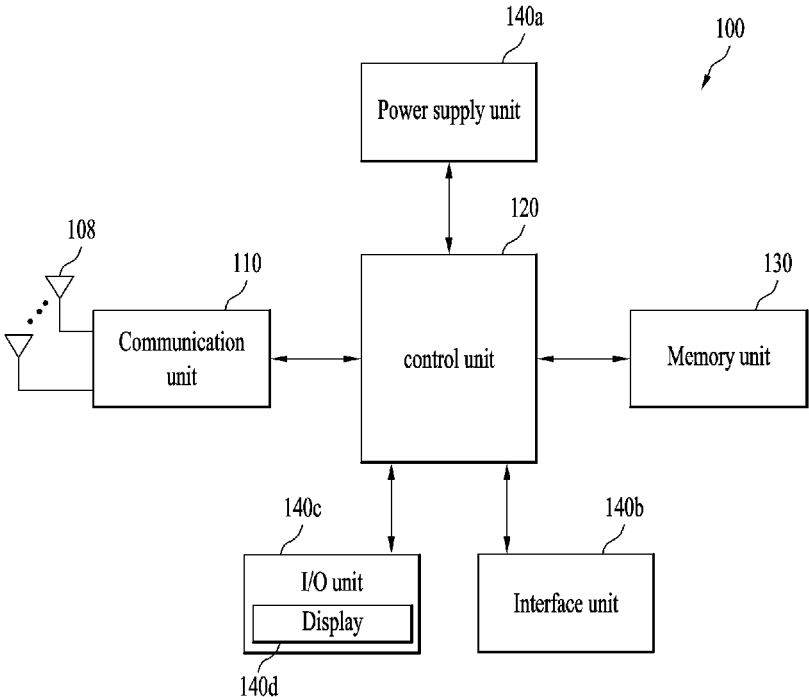 140a
100
Power supply unit
120
108
110
130
Communication
unit
control unit
Memory unit
140c
140b
I/O unit
Display
Interface unit
140d